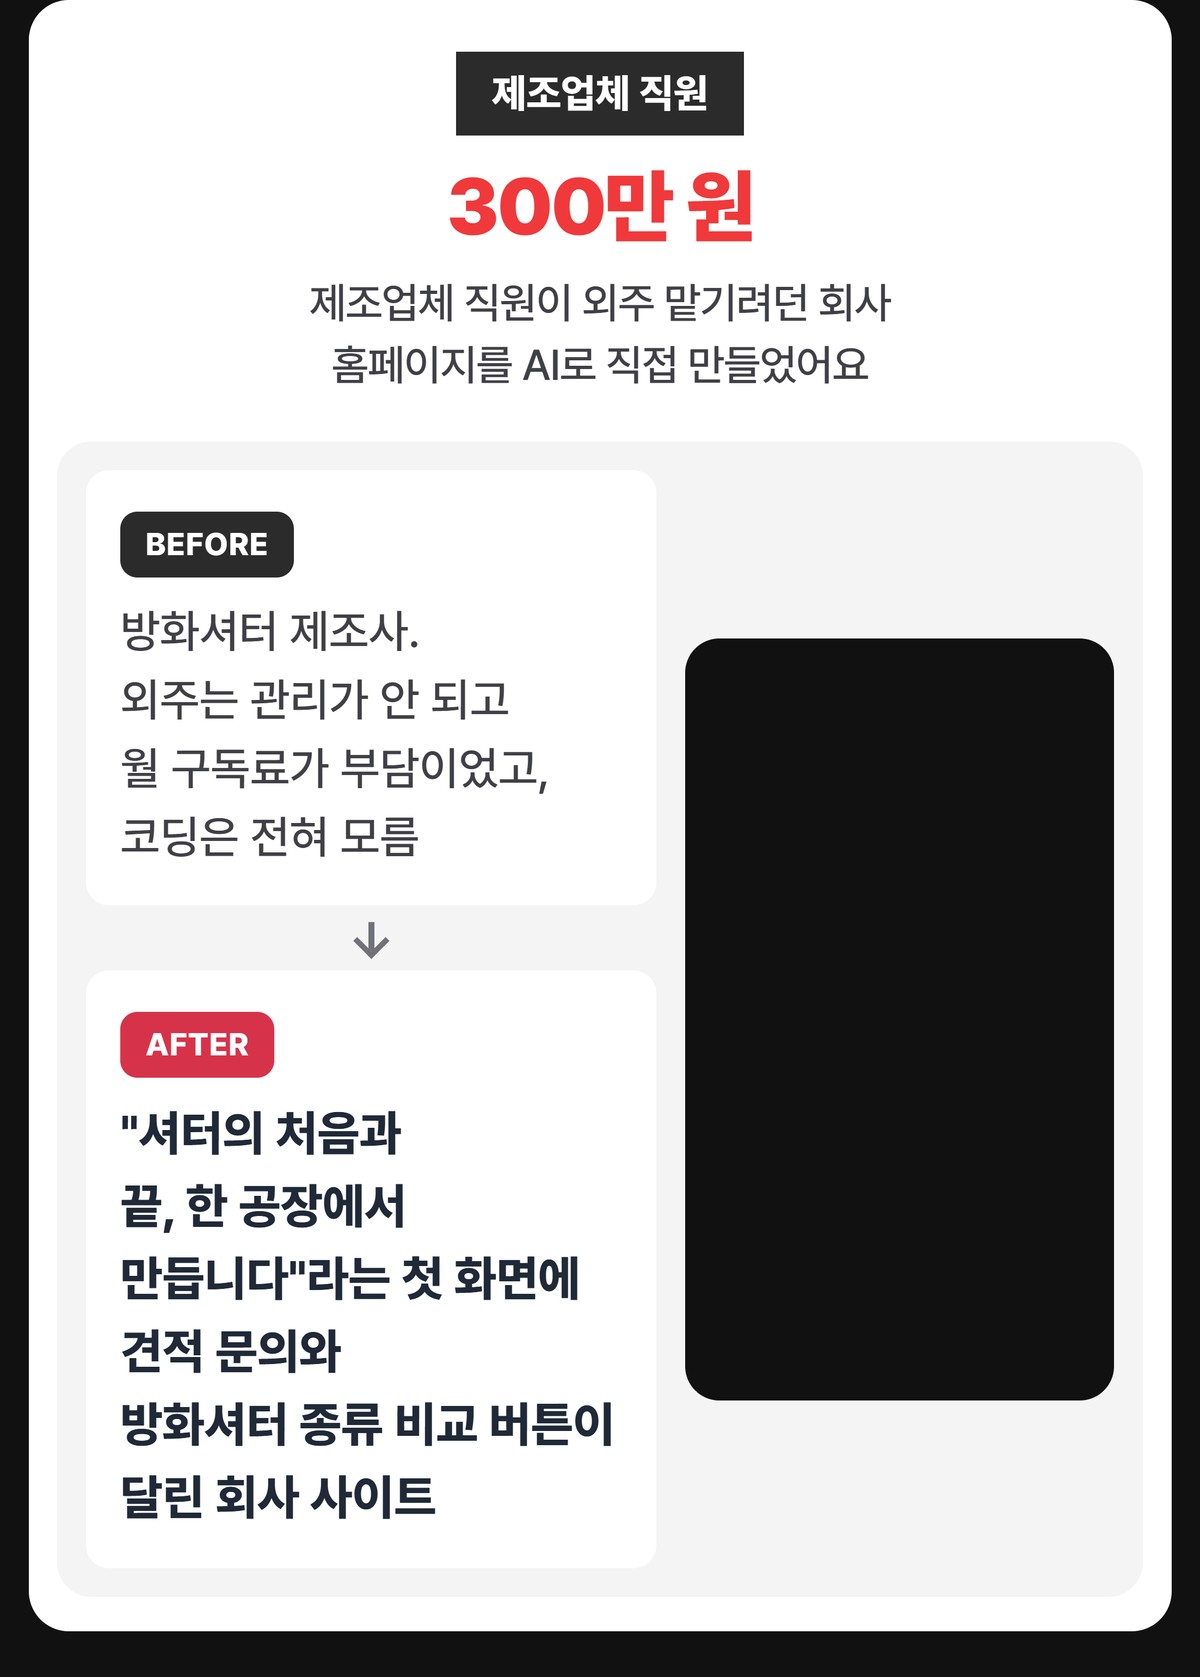 제조업체 직원
300만 원
제조업체 직원이 외주 맡기려던 회사
홈페이지를 AI로 직접 만들었어요
BEFORE
방화셔터 제조사.
외주는 관리가 안 되고
월 구독료가 부담이었고,
코딩은 전혀 모름
AFTER
"셔터의 처음과
끝, 한 공장에서
만듭니다"라는 첫 화면에
견적 문의와
방화셔터 종류 비교 버튼이
달린 회사 사이트